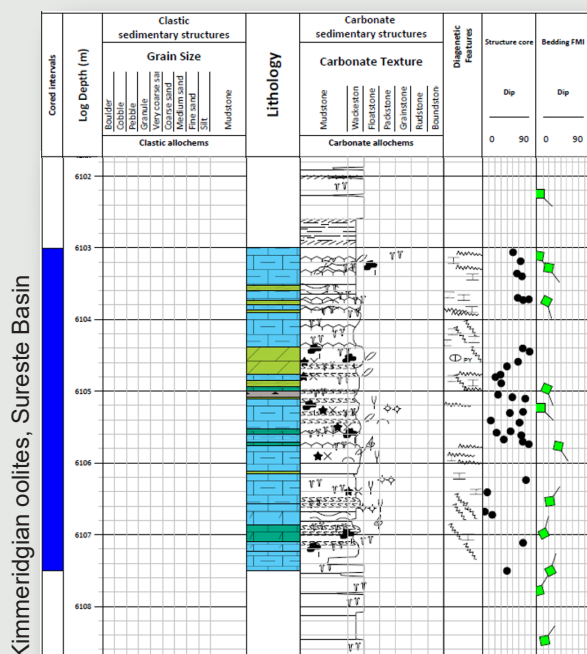 Kimmeridgian oolites, Sureste Basin
Cored intervals
Log Depth (m)
Clastic
sedimentary structures
Grain Size
Boulder
Cobble
Pebble
Granule
Very coarse sa
Coarse sand
Medium sand
Fine sand
Silt
Mudstone
Clastic allochems
Lithology
Carbonate
sedimentary structures
Carbonate Texture
Mudstone
Wackeston
Floatstone
Packstone
Grainstone
Rudstone
Boundston
Carbonate allochems
Diagenetic
Features
Structure core
Dip
0 90
Bedding FMI
Dip
0 90
6102
6103
6104
PY
6105
6106
6107
6108